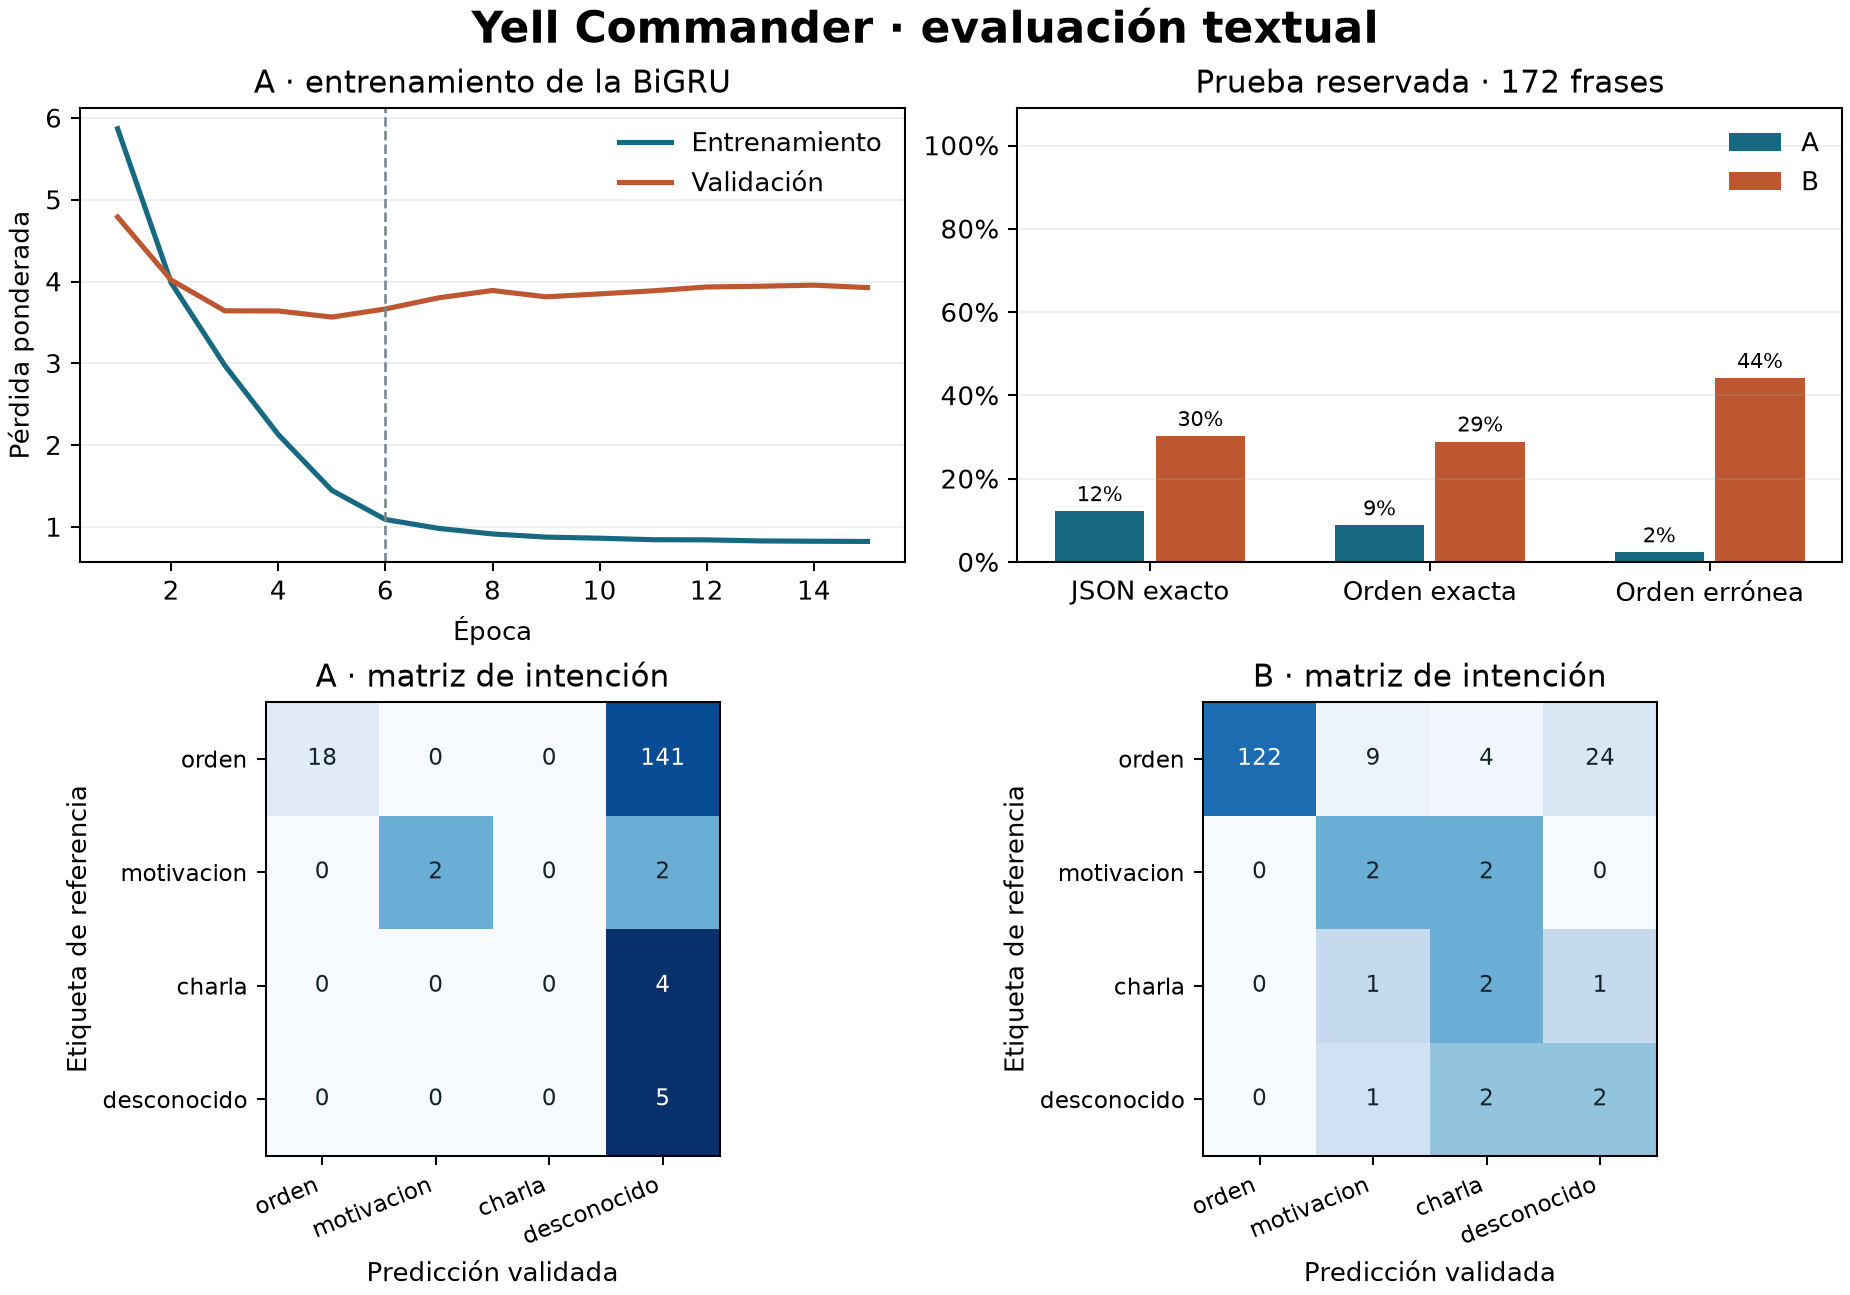 Yell Commander · evaluación textual
A · entrenamiento de la BiGRU
Pérdida ponderada
6
5
4
3
2
1
Entrenamiento
Validación
2 4 6 8 10 12 14
Época
Prueba reservada · 172 frases
100%
80%
60%
40%
20%
0%
A
B
12% 30% 9% 29% 2% 44%
JSON exacto Orden exacta Orden errónea
A · matriz de intención
Etiqueta de referencia
orden 18 0 0 141
motivacion 0 2 0 2
charla 0 0 0 4
desconocido 0 0 0 5
orden motivacion charla desconocido
Predicción validada
B · matriz de intención
Etiqueta de referencia
orden 122 9 4 24
motivacion 0 2 2 0
charla 0 1 2 1
desconocido 0 1 2 2
orden motivacion charla desconocido
Predicción validada